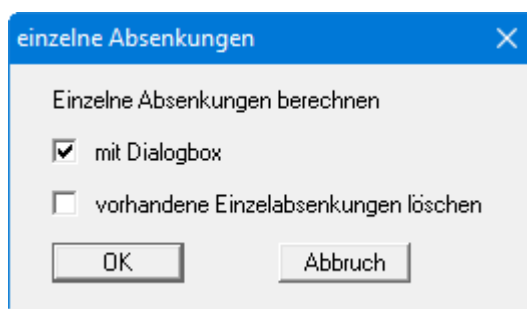 einzelne Absenkungen
Einzelne Absenkungen berechnen
mit Dialogbox
vorhandene Einzelabsenkungen löschen
OK Abbruch